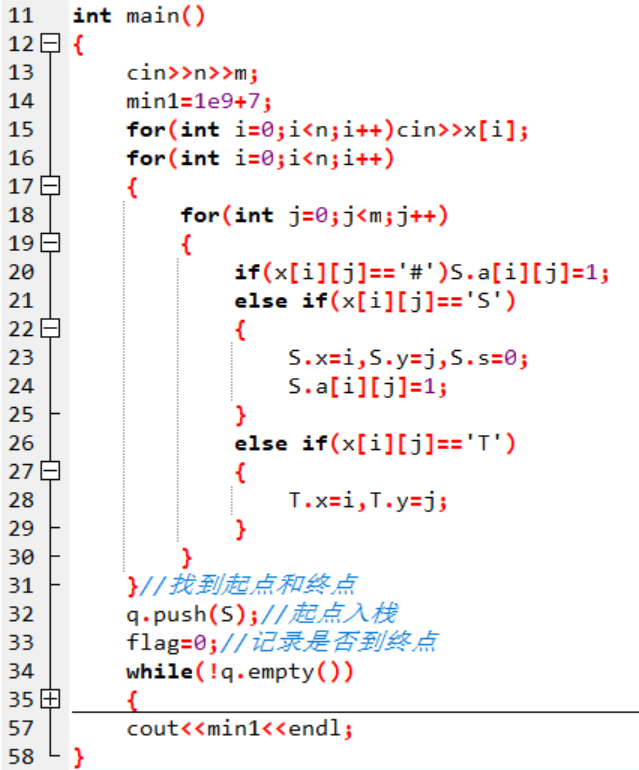 11 int main()
12 {
13 cin>>n>>m;
14 min1=1e9+7;
15 for(int i=0;i<n;i++)cin>>x[i];
16 for(int i=0;i<n;i++)
17 {
18 for(int j=0;j<m;j++)
19 {
20 if(x[i][j]=='#')S.a[i][j]=1;
21 else if(x[i][j]=='S')
22 {
23 S.x=i,S.y=j,S.s=0;
24 S.a[i][j]=1;
25 }
26 else if(x[i][j]=='T')
27 {
28 T.x=i,T.y=j;
29 }
30 }
31 }//找到起点和终点
32 q.push(S);//起点入栈
33 flag=0;//记录是否到终点
34 while(!q.empty())
35 {
57 cout<<min1<<endl;
58 }